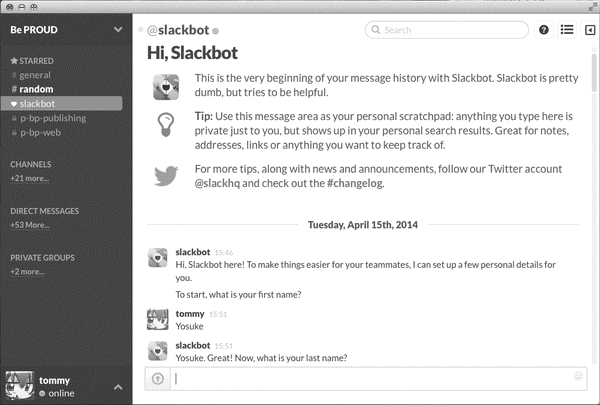 Be PROUD
STARRED
# general
# random
slackbot
p-bp-publishing
p-bp-web
CHANNELS
+21 more...
DIRECT MESSAGES
+53 More...
PRIVATE GROUPS
+2 more...
tommy
online
@slackbot
Search
Hi, Slackbot
This is the very beginning of your message history with Slackbot. Slackbot is pretty
dumb, but tries to be helpful.
Tip: Use this message area as your personal scratchpad: anything you type here is
private just to you, but shows up in your personal search results. Great for notes,
addresses, links or anything you want to keep track of.
For more tips, along with news and announcements, follow our Twitter account
@slackhq and check out the #changelog.
Tuesday, April 15th, 2014
slackbot 15:46
Hi, Slackbot here! To make things easier for your teammates, I can set up a few personal details for
you.
To start, what is your first name?
tommy 15:51
Yosuke
slackbot 15:51
Yosuke. Great! Now, what is your last name?